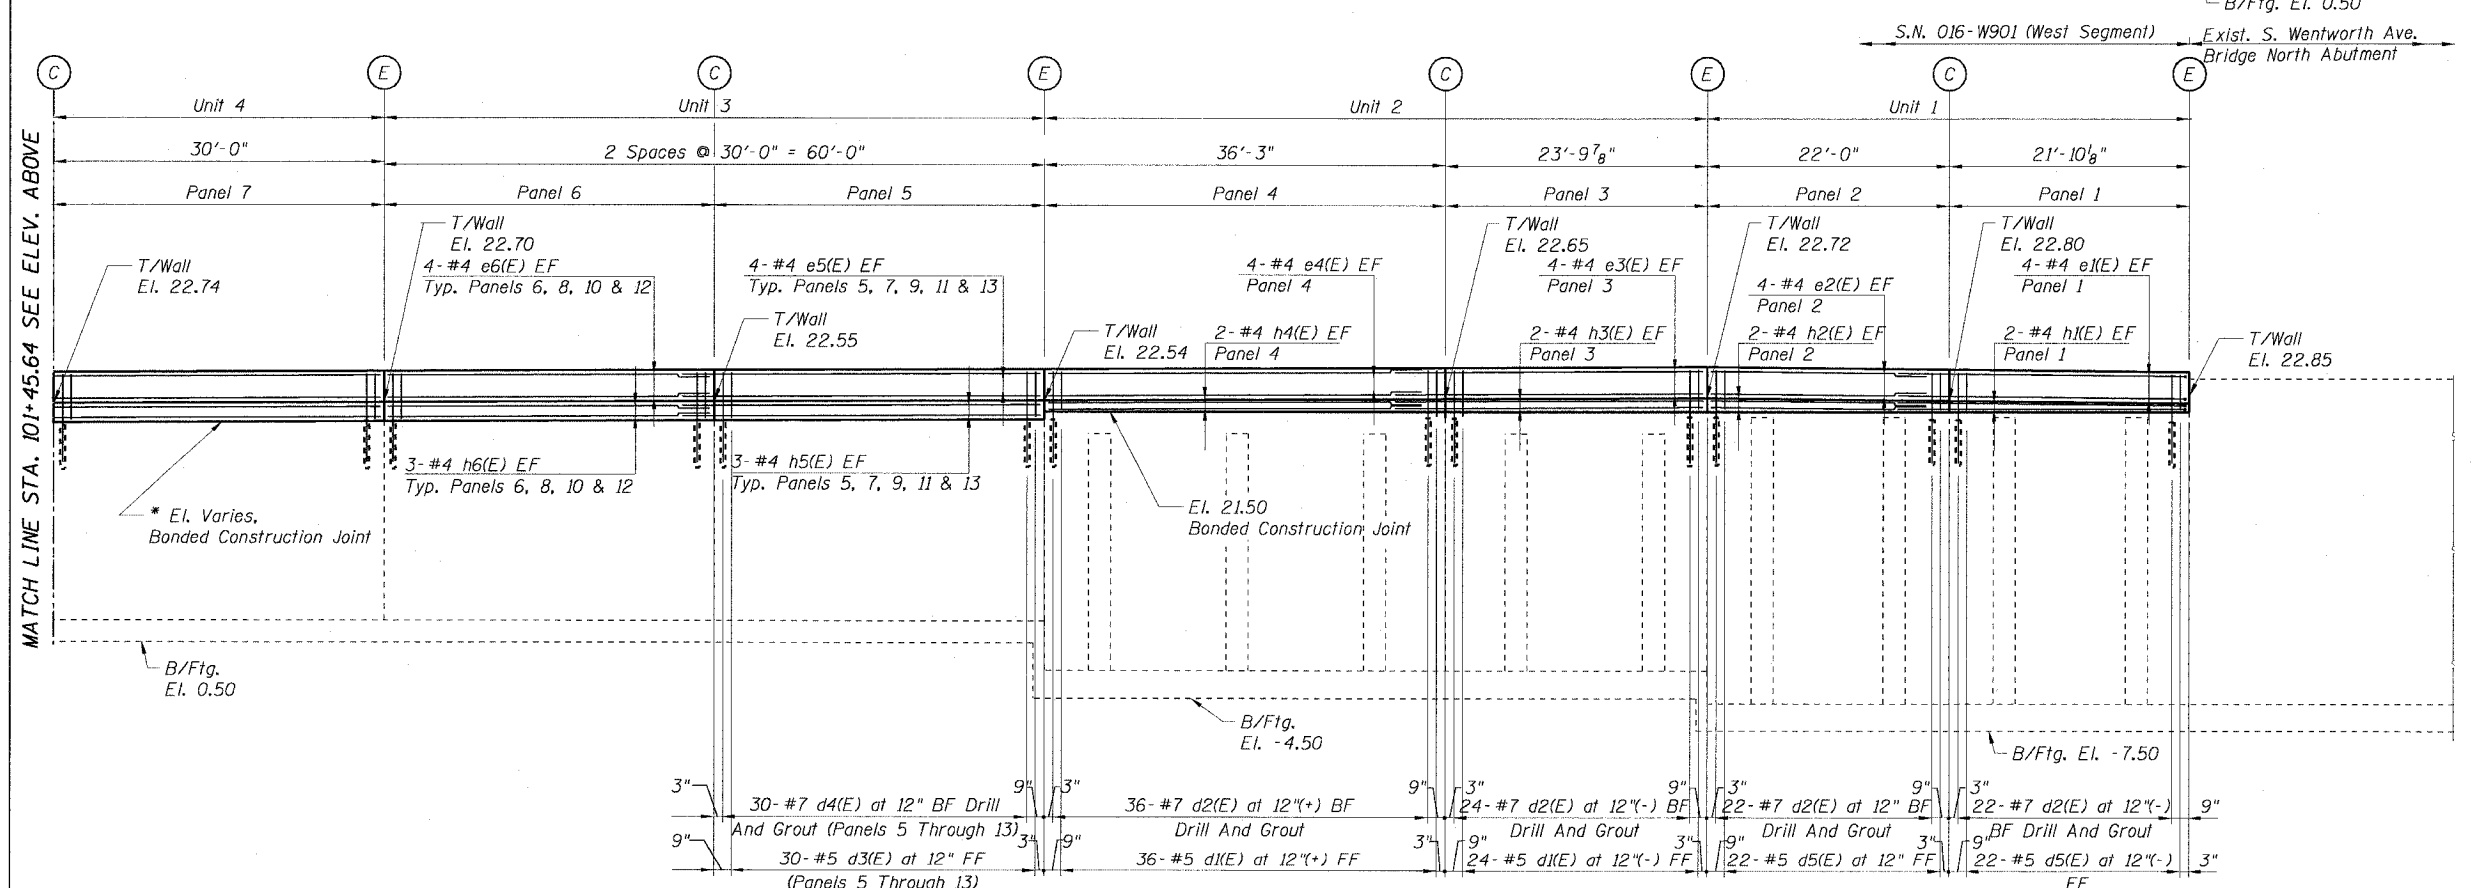 B/Ftg. El. 0.50
S.N. 016-W901 (West Segment)
Exist. S. Wentworth Ave.
Bridge North Abutment
C E C E C E C E
Unit 4 Unit 3 Unit 2 Unit 1
30'-0" 2 Spaces @ 30'-0" = 60'-0" 36'-3" 23'-9⅞" 22'-0" 21'-10⅛"
Panel 7 Panel 6 Panel 5 Panel 4 Panel 3 Panel 2 Panel 1
MATCH LINE STA. 101+45.64 SEE ELEV. ABOVE
T/Wall
El. 22.74
T/Wall
El. 22.70
4-#4 e6(E) EF
Typ. Panels 6, 8, 10 & 12
4-#4 e5(E) EF
Typ. Panels 5, 7, 9, 11 & 13
T/Wall
El. 22.55
T/Wall
El. 22.54
4-#4 e4(E) EF
Panel 4
2-#4 h4(E) EF
Panel 4
T/Wall
El. 22.65
4-#4 e3(E) EF
Panel 3
2-#4 h3(E) EF
Panel 3
T/Wall
El. 22.72
4-#4 e2(E) EF
Panel 2
2-#4 h2(E) EF
Panel 2
T/Wall
El. 22.80
4-#4 e1(E) EF
Panel 1
2-#4 h1(E) EF
Panel 1
T/Wall
El. 22.85
3-#4 h6(E) EF
Typ. Panels 6, 8, 10 & 12
3-#4 h5(E) EF
Typ. Panels 5, 7, 9, 11 & 13
* El. Varies,
Bonded Construction Joint
El. 21.50
Bonded Construction Joint
B/Ftg.
El. 0.50
B/Ftg.
El. -4.50
B/Ftg. El. -7.50
3" 9" 3" 9" 3" 9" 3" 9" 3" 9"
30-#7 d4(E) at 12" BF Drill
And Grout (Panels 5 Through 13)
36-#7 d2(E) at 12"(+) BF
Drill And Grout
24-#7 d2(E) at 12"(-) BF
Drill And Grout
22-#7 d2(E) at 12" BF
Drill And Grout
22-#7 d2(E) at 12"(-)
BF Drill And Grout
9" 3" 9" 3" 9" 3" 9" 3" 9" 3"
30-#5 d3(E) at 12" FF
(Panels 5 Through 13)
36-#5 d1(E) at 12"(+) FF
24-#5 d1(E) at 12"(-) FF
22-#5 d5(E) at 12" FF
22-#5 d5(E) at 12"(-)
FF